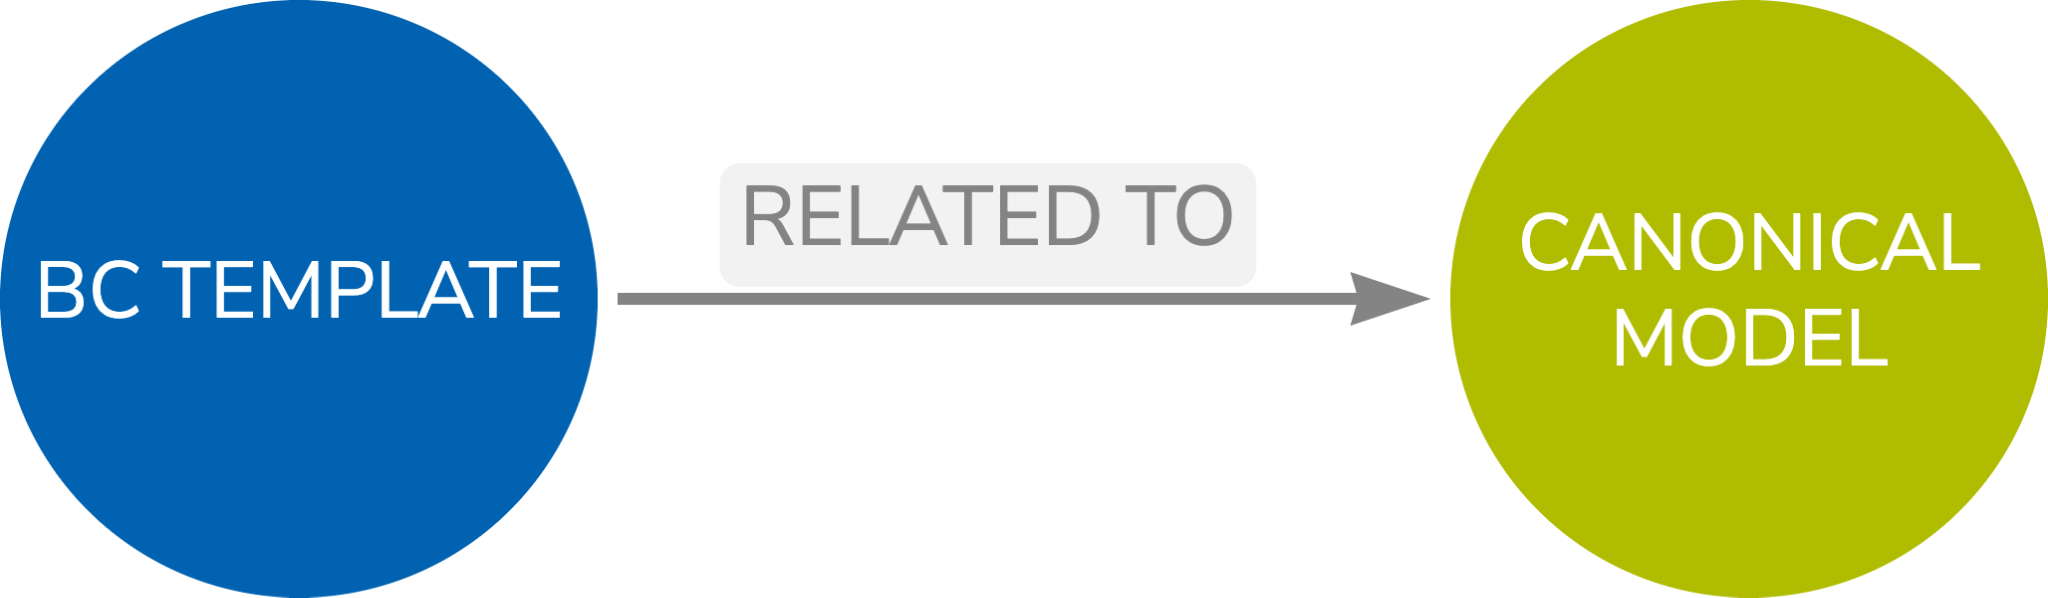 BC TEMPLATE
RELATED TO
CANONICAL
MODEL